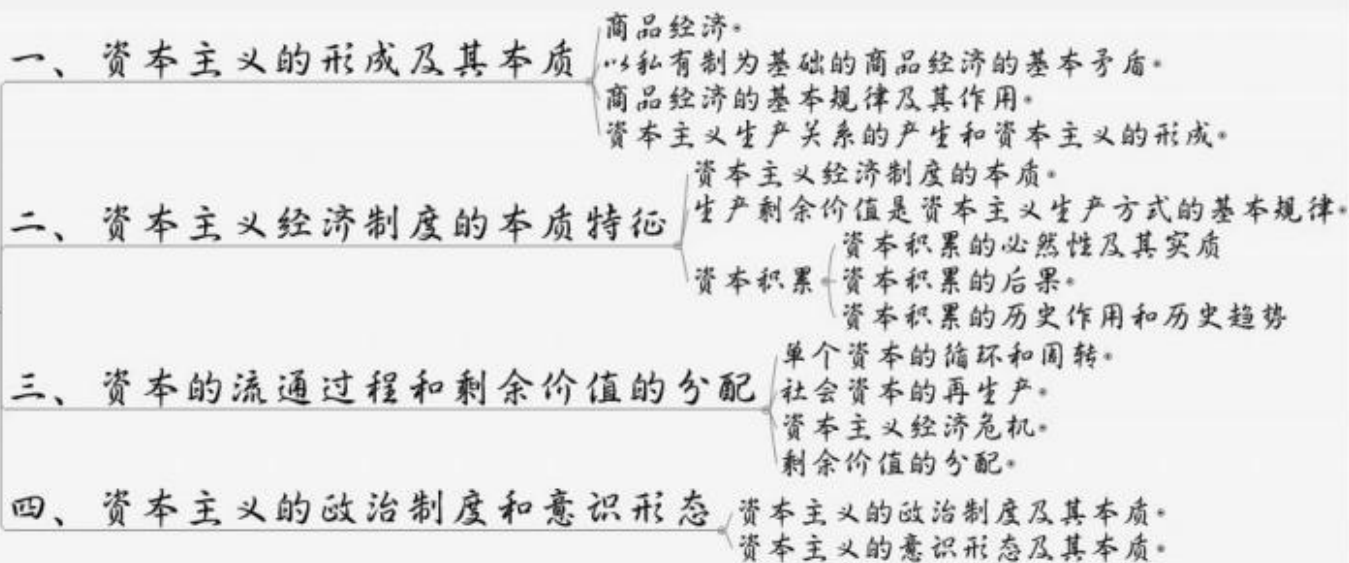 一、资本主义的形成及其本质
商品经济。
以私有制为基础的商品经济的基本矛盾。
商品经济的基本规律及其作用。
资本主义生产关系的产生和资本主义的形成。
二、资本主义经济制度的本质特征
资本主义经济制度的本质。
生产剩余价值是资本主义生产方式的基本规律。
资本积累
资本积累的必然性及其实质
资本积累的后果。
资本积累的历史作用和历史趋势
三、资本的流通过程和剩余价值的分配
单个资本的循环和周转。
社会资本的再生产。
资本主义经济危机。
剩余价值的分配。
四、资本主义的政治制度和意识形态
资本主义的政治制度及其本质。
资本主义的意识形态及其本质。